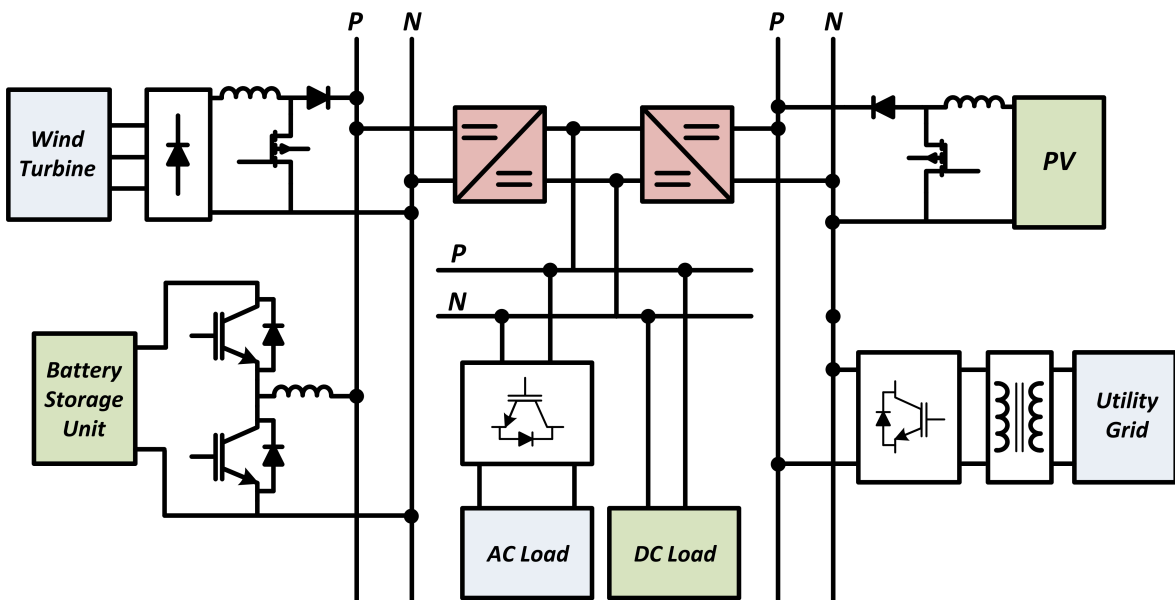 P
N
P
N
Wind
Turbine
PV
P
N
Battery
Storage
Unit
Utility
Grid
AC Load
DC Load